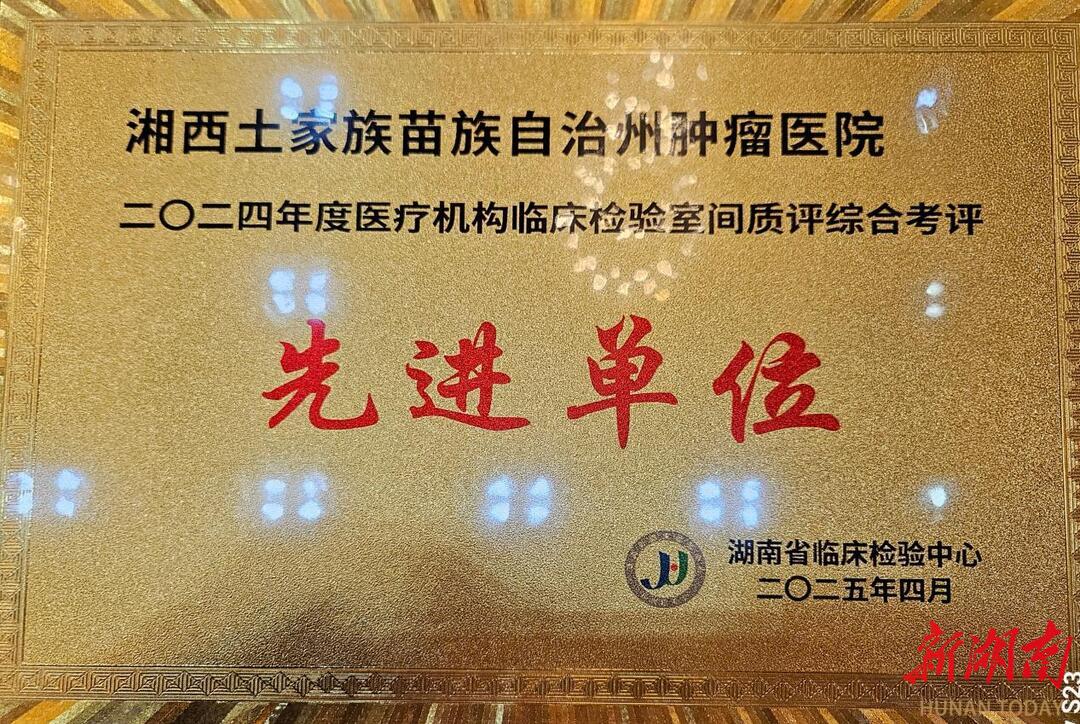 湘西土家族苗族自治州肿瘤医院
二〇二四年度医疗机构临床检验室间质评综合考评
先进单位
湖南省临床检验中心
二〇二五年四月
新湖南
HUNAN TODAY
S23